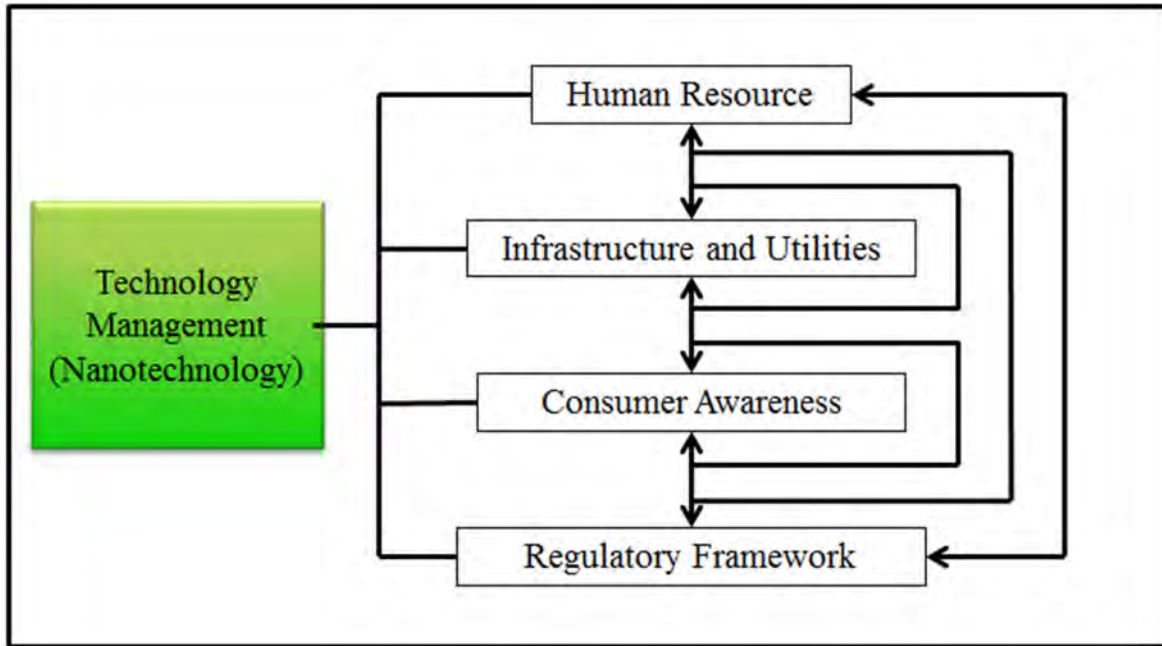 Technology
Management
(Nanotechnology)
Human Resource
Infrastructure and Utilities
Consumer Awareness
Regulatory Framework